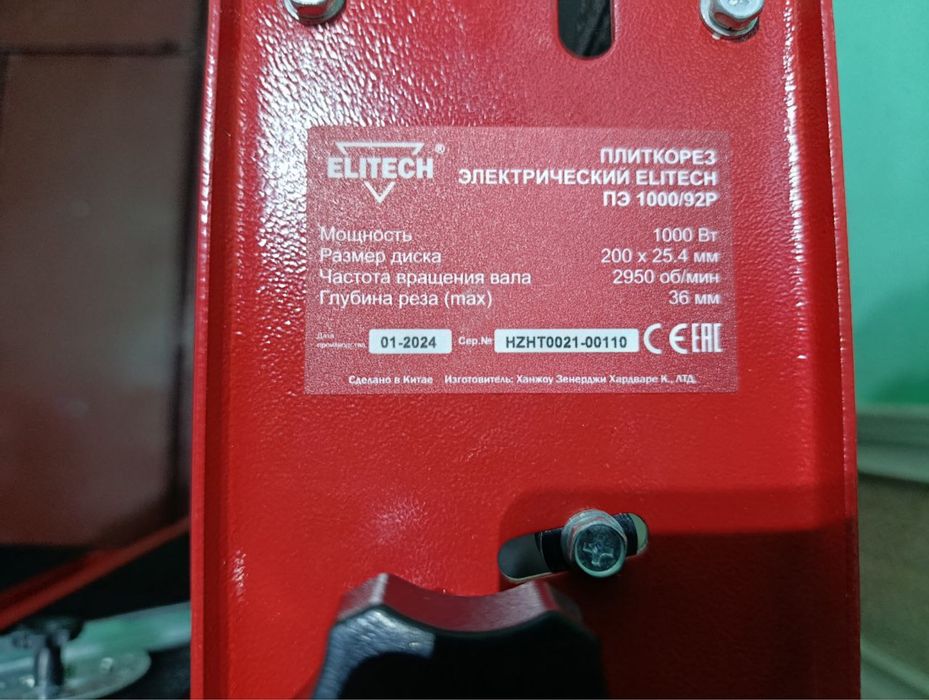 ELITECH®
ПЛИТКОРЕЗ
ЭЛЕКТРИЧЕСКИЙ ELITECH
ПЭ 1000/92Р
Мощность 1000 Вт
Размер диска 200 x 25.4 мм
Частота вращения вала 2950 об/мин
Глубина реза (max) 36 мм
Дата
производства 01-2024 Сер.№ HZHT0021-00110 CE EAC
Сделано в Китае Изготовитель: Ханжоу Зенерджи Хардваре К., ЛТД.